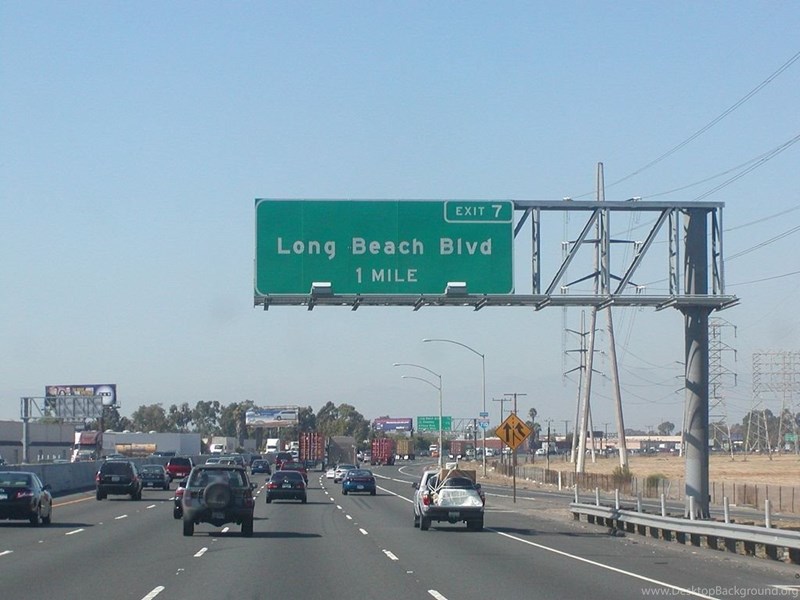 EXIT 7
Long Beach Blvd
1 MILE
www.DesktopBackground.org